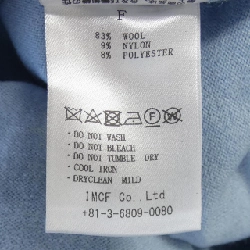 F
83% WOOL
9% NYLON
8% POLYESTER
· DO NOT WASH
· DO NOT BLEACH
· DO NOT TUMBLE DRY
· COOL IRON
· DRYCLEAN MILD
IMCF Co., Ltd
+81-3-6809-0080